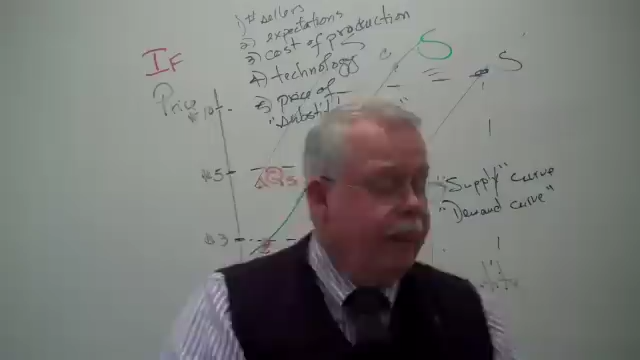 1) # sellers
2) expectations
3) cost of production
4) technology
5) price of
"substit
IF
Price
S
S
$10
$5
"Supply" curve
"Demand curve"
$3